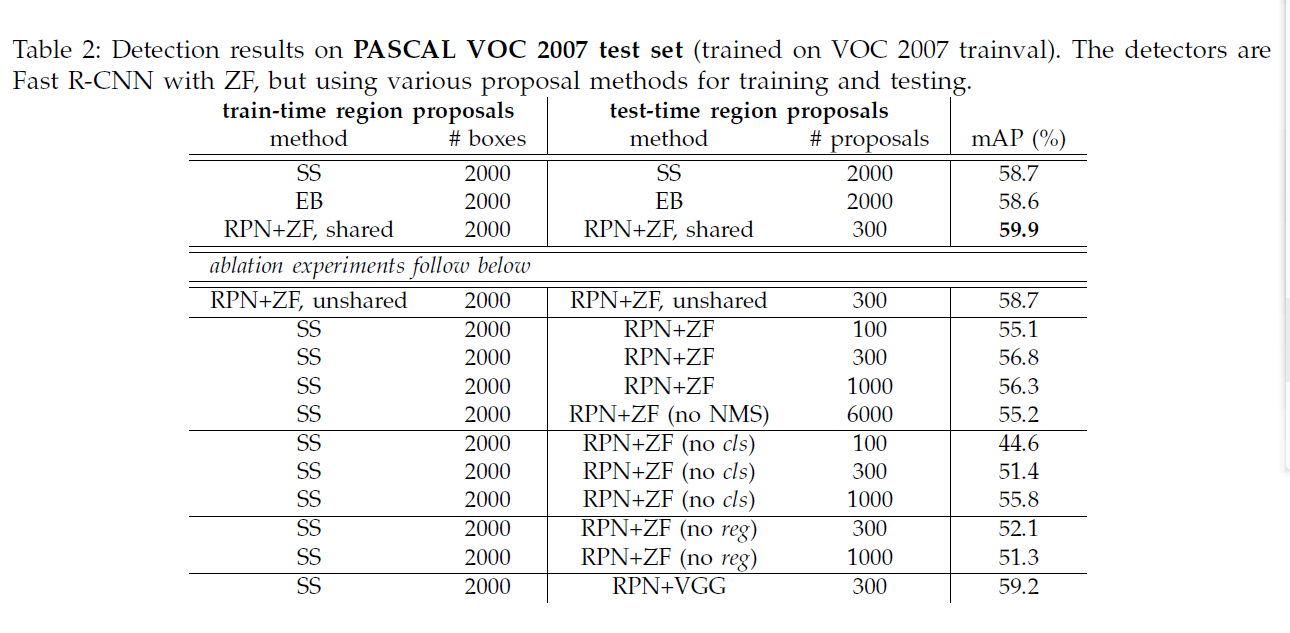 Table 2: Detection results on PASCAL VOC 2007 test set (trained on VOC 2007 trainval). The detectors are
Fast R-CNN with ZF, but using various proposal methods for training and testing.
train-time region proposals test-time region proposals
method # boxes method # proposals mAP (%)
SS 2000 SS 2000 58.7
EB 2000 EB 2000 58.6
RPN+ZF, shared 2000 RPN+ZF, shared 300 59.9
ablation experiments follow below
RPN+ZF, unshared 2000 RPN+ZF, unshared 300 58.7
SS 2000 RPN+ZF 100 55.1
SS 2000 RPN+ZF 300 56.8
SS 2000 RPN+ZF 1000 56.3
SS 2000 RPN+ZF (no NMS) 6000 55.2
SS 2000 RPN+ZF (no cls) 100 44.6
SS 2000 RPN+ZF (no cls) 300 51.4
SS 2000 RPN+ZF (no cls) 1000 55.8
SS 2000 RPN+ZF (no reg) 300 52.1
SS 2000 RPN+ZF (no reg) 1000 51.3
SS 2000 RPN+VGG 300 59.2